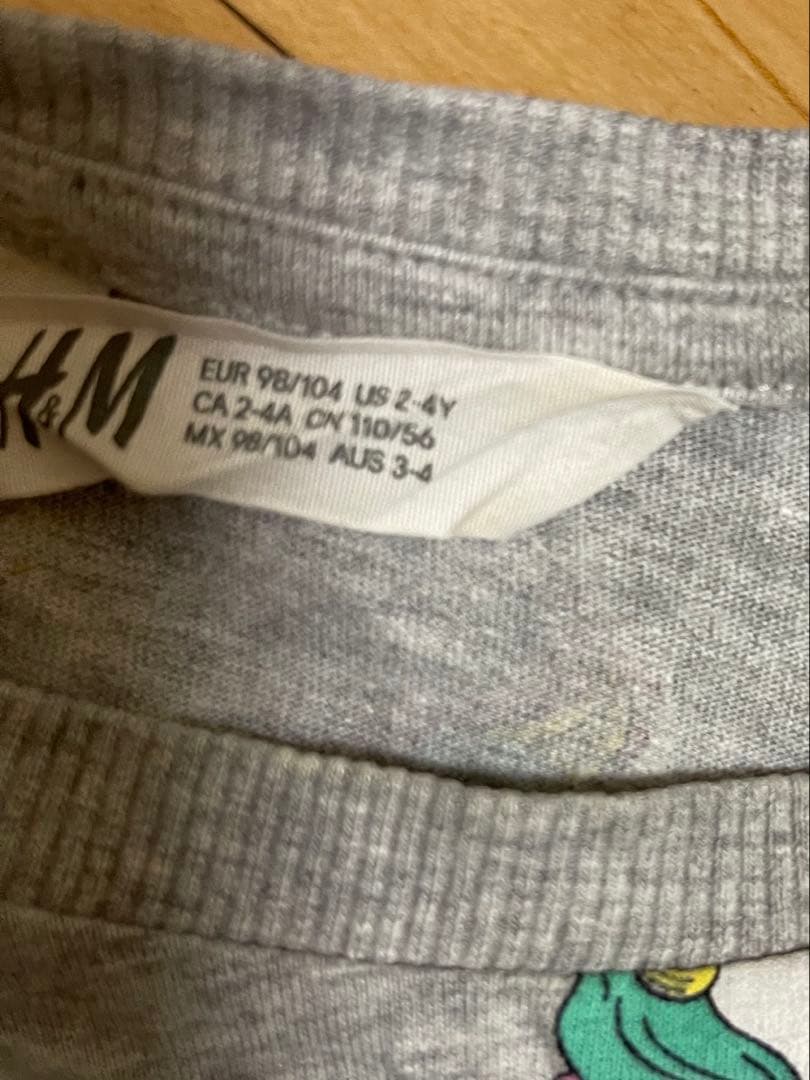 H&M
EUR 98/104 US 2-4Y
CA 2-4A CN 110/56
MX 98/104 AUS 3-4